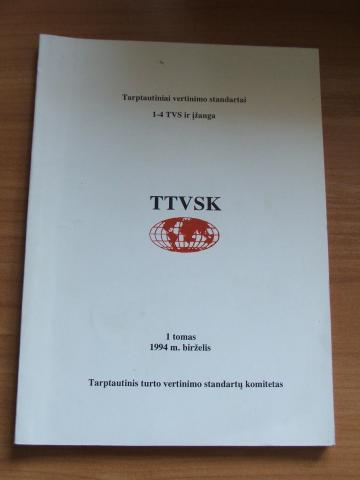 Tarptautiniai vertinimo standartai
1-4 TVS ir įžanga
TTVSK
1 tomas
1994 m. birželis
Tarptautinis turto vertinimo standartų komitetas